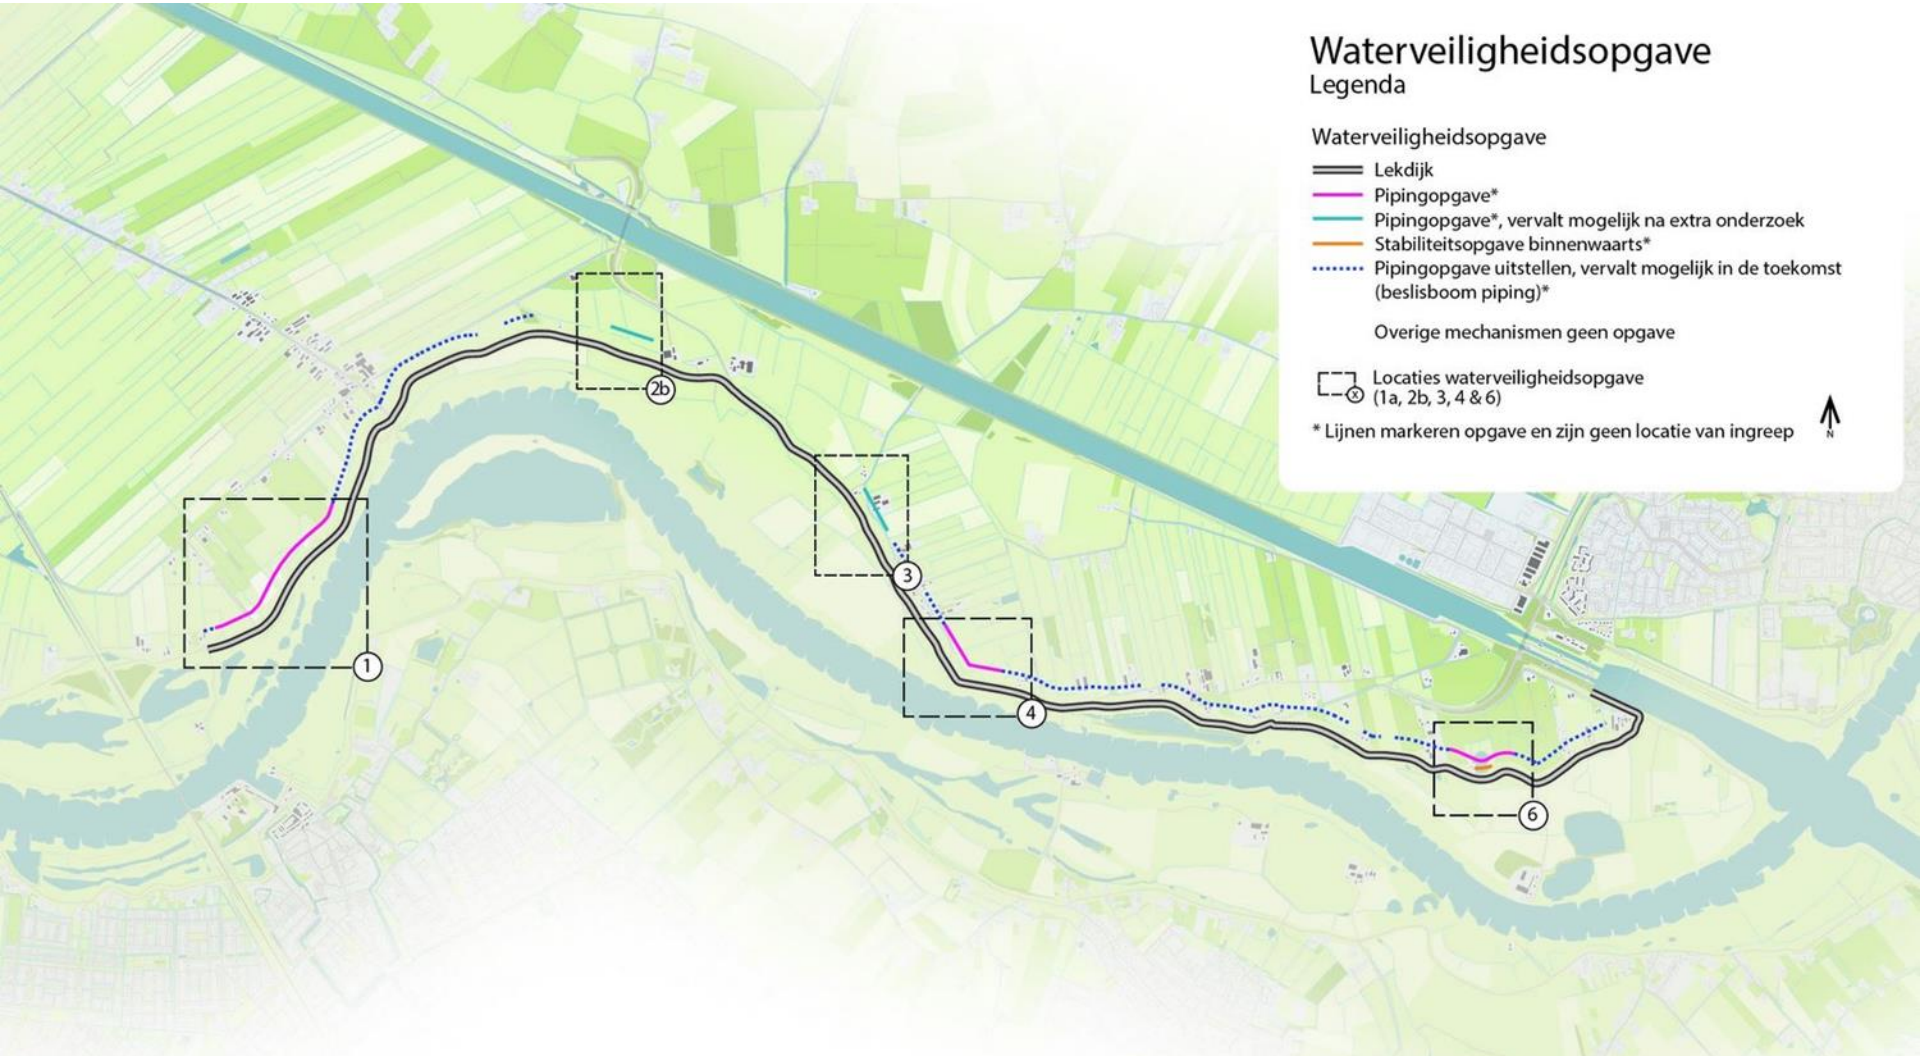 Waterveiligheidsopgave
Legenda
Waterveiligheidsopgave
Lekdijk
Pipingopgave*
Pipingopgave*, vervalt mogelijk na extra onderzoek
Stabiliteitsopgave binnenwaarts*
Pipingopgave uitstellen, vervalt mogelijk in de toekomst
(beslisboom piping)*
Overige mechanismen geen opgave
Locaties waterveiligheidsopgave
x
(1a, 2b, 3, 4 & 6)
* Lijnen markeren opgave en zijn geen locatie van ingreep
N
2b
3
1
4
6